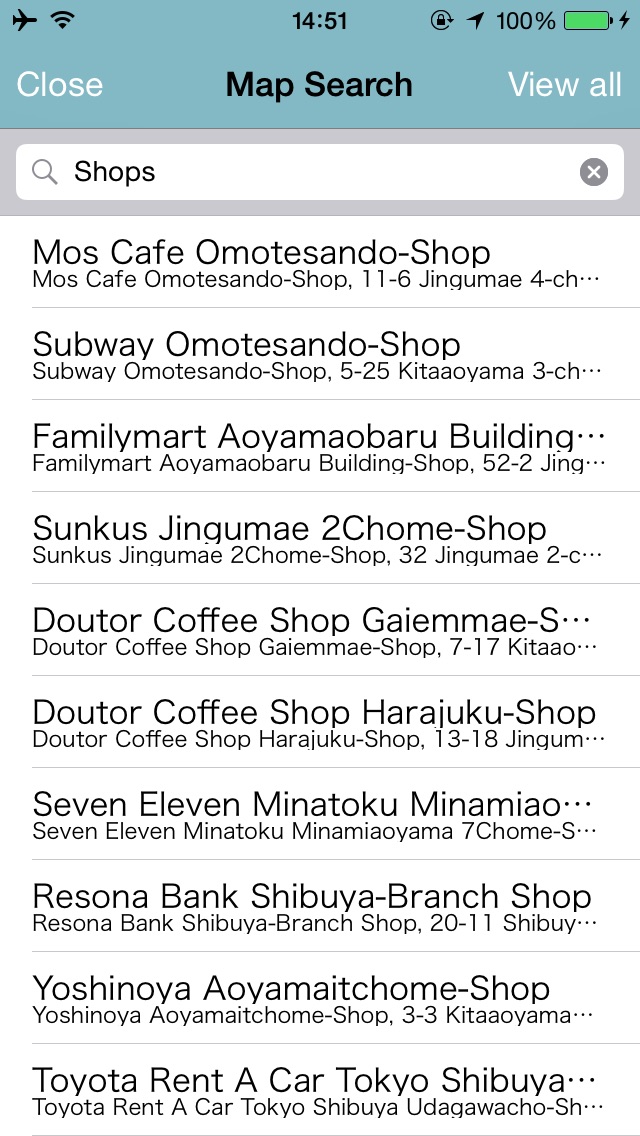 14:51 100%
Close Map Search View all
Shops
Mos Cafe Omotesando-Shop
Mos Cafe Omotesando-Shop, 11-6 Jingumae 4-ch···
Subway Omotesando-Shop
Subway Omotesando-Shop, 5-25 Kitaaoyama 3-ch···
Familymart Aoyamaobaru Building···
Familymart Aoyamaobaru Building-Shop, 52-2 Jing···
Sunkus Jingumae 2Chome-Shop
Sunkus Jingumae 2Chome-Shop, 32 Jingumae 2-c···
Doutor Coffee Shop Gaiemmae-S···
Doutor Coffee Shop Gaiemmae-Shop, 7-17 Kitaao···
Doutor Coffee Shop Harajuku-Shop
Doutor Coffee Shop Harajuku-Shop, 13-18 Jingum···
Seven Eleven Minatoku Minamiao···
Seven Eleven Minatoku Minamiaoyama 7Chome-S···
Resona Bank Shibuya-Branch Shop
Resona Bank Shibuya-Branch Shop, 20-11 Shibuy···
Yoshinoya Aoyamaitchome-Shop
Yoshinoya Aoyamaitchome-Shop, 3-3 Kitaaoyama···
Toyota Rent A Car Tokyo Shibuya···
Toyota Rent A Car Tokyo Shibuya Udagawacho-Sh···